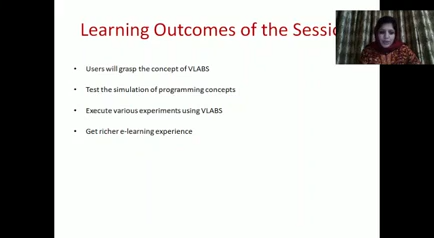 Learning Outcomes of the Sessi
• Users will grasp the concept of VLABS
• Test the simulation of programming concepts
• Execute various experiments using VLABS
• Get richer e-learning experience